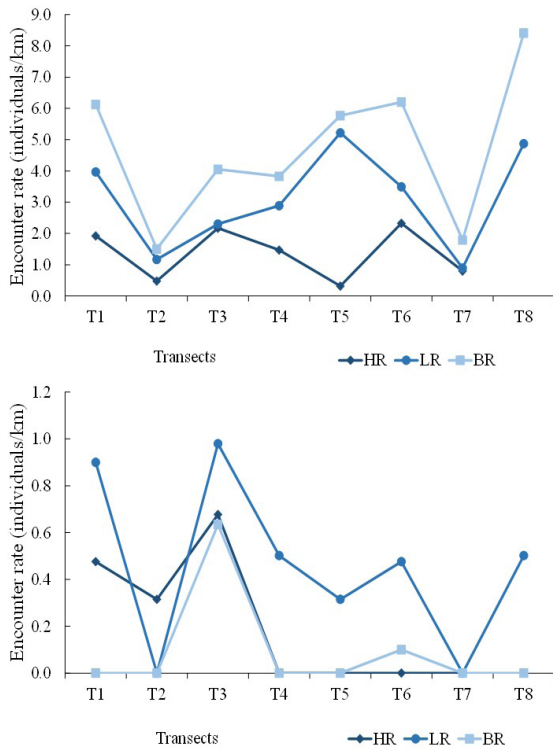 Encounter rate (individuals/km)
9.0
8.0
7.0
6.0
5.0
4.0
3.0
2.0
1.0
0.0
T1 T2 T3 T4 T5 T6 T7 T8
Transects HR LR BR
Encounter rate (individuals/km)
1.2
1.0
0.8
0.6
0.4
0.2
0.0
T1 T2 T3 T4 T5 T6 T7 T8
Transects HR LR BR